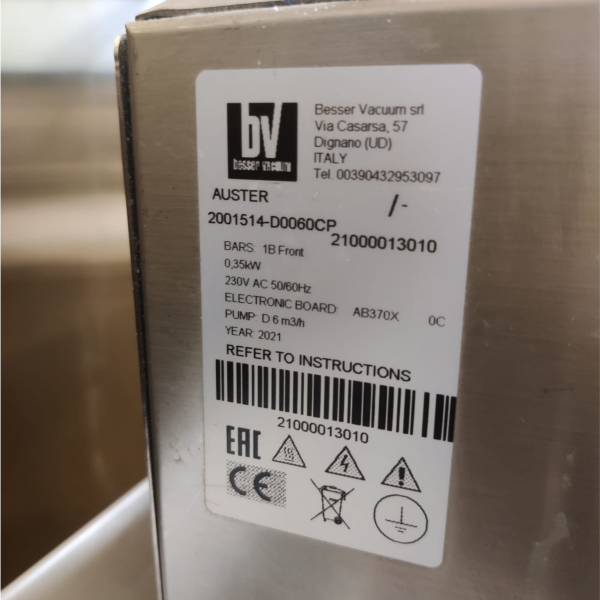 bv
besser vacuum
Besser Vacuum srl
Via Casarsa, 57
Dignano (UD)
ITALY
Tel. 00390432953097
AUSTER
/-
2001514-D0060CP
21000013010
BARS: 1B Front
0,35kW
230V AC 50/60Hz
ELECTRONIC BOARD: AB370X 0C
PUMP: D 6 m3/h
YEAR: 2021
REFER TO INSTRUCTIONS
21000013010
EAC
CE